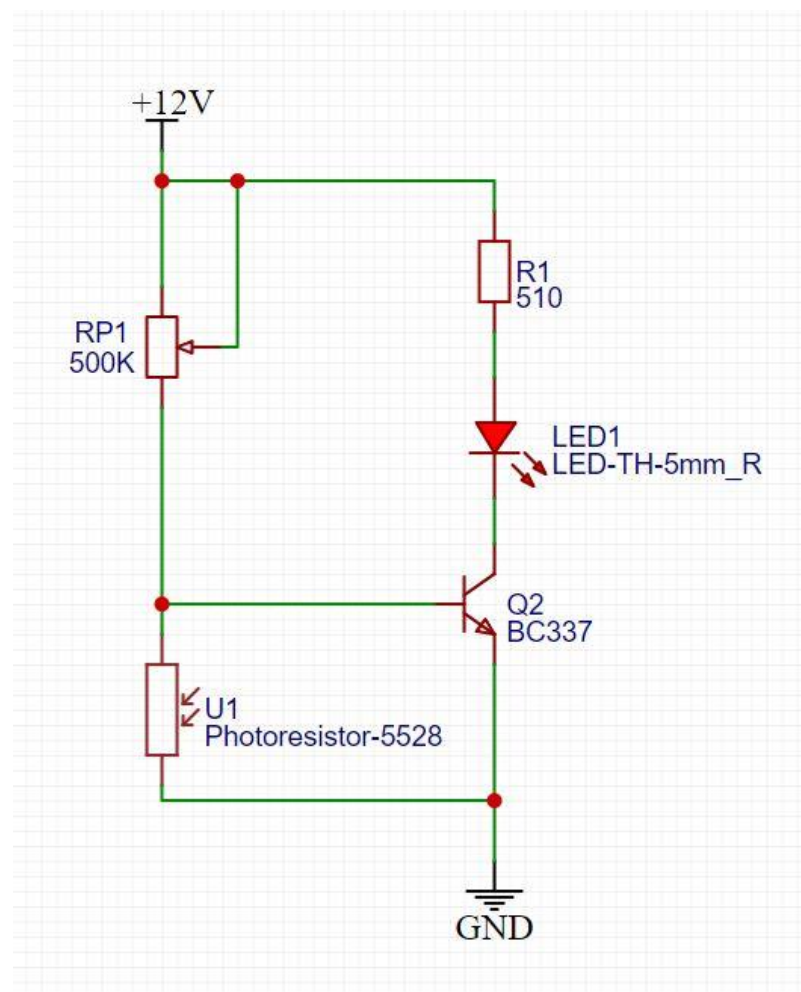 +12V
RP1
500K
R1
510
LED1
LED-TH-5mm_R
Q2
BC337
U1
Photoresistor-5528
GND